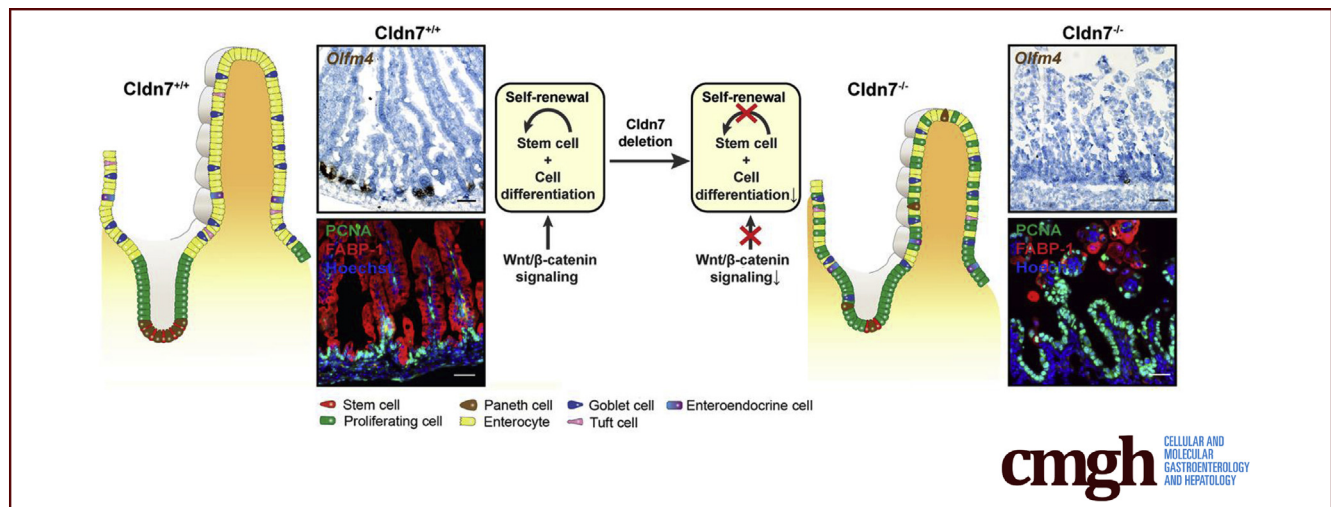 Cldn7+/+
Cldn7+/+
Olfm4
PCNA
FABP-1
Hoechst
Self-renewal
Stem cell
+
Cell
differentiation
Wnt/β-catenin
signaling
Cldn7
deletion
Self-renewal
Stem cell
+
Cell
differentiation↓
Wnt/β-catenin
signaling↓
Cldn7-/-
Cldn7-/-
Olfm4
PCNA
FABP-1
Hoechst
Stem cell
Paneth cell
Goblet cell
Enteroendocrine cell
Proliferating cell
Enterocyte
Tuft cell
cmgh
CELLULAR AND
MOLECULAR
GASTROENTEROLOGY
AND HEPATOLOGY